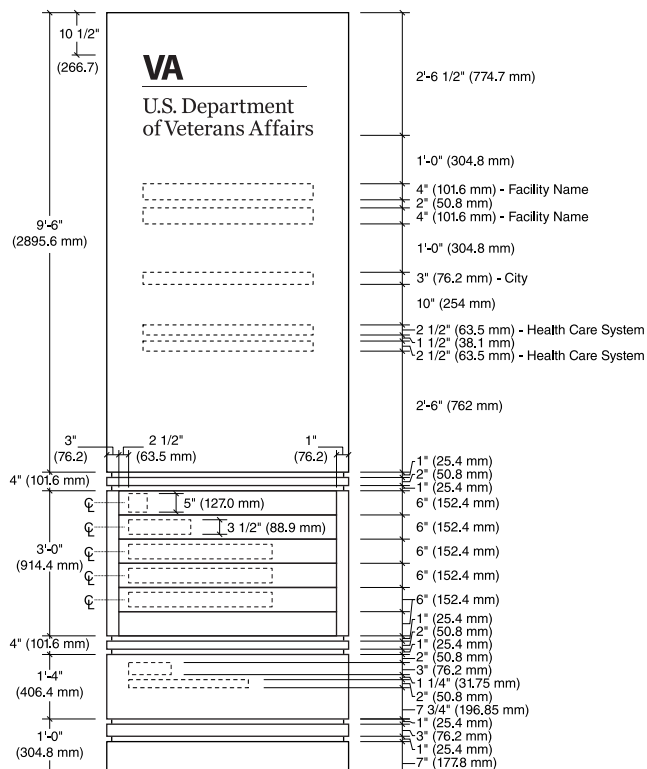 10 1/2"
(266.7)
VA
U.S. Department
of Veterans Affairs
2'-6 1/2" (774.7 mm)
1'-0" (304.8 mm)
4" (101.6 mm) - Facility Name
2" (50.8 mm)
4" (101.6 mm) - Facility Name
9'-6"
(2895.6 mm)
1'-0" (304.8 mm)
3" (76.2 mm) - City
10" (254 mm)
2 1/2" (63.5 mm) - Health Care System
1 1/2" (38.1 mm)
2 1/2" (63.5 mm) - Health Care System
2'-6" (762 mm)
3"
(76.2)
2 1/2"
(63.5 mm)
1"
(76.2)
1" (25.4 mm)
2" (50.8 mm)
1" (25.4 mm)
4" (101.6 mm)
6" (152.4 mm)
5" (127.0 mm)
3 1/2" (88.9 mm)
6" (152.4 mm)
6" (152.4 mm)
3'-0"
(914.4 mm)
6" (152.4 mm)
6" (152.4 mm)
1" (25.4 mm)
2" (50.8 mm)
1" (25.4 mm)
4" (101.6 mm)
2" (50.8 mm)
3" (76.2 mm)
1'-4"
(406.4 mm)
1 1/4" (31.75 mm)
2" (50.8 mm)
7 3/4" (196.85 mm)
1" (25.4 mm)
3" (76.2 mm)
1" (25.4 mm)
1'-0"
(304.8 mm)
7" (177.8 mm)